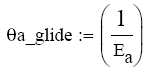 θa_glide := (1/E_a)